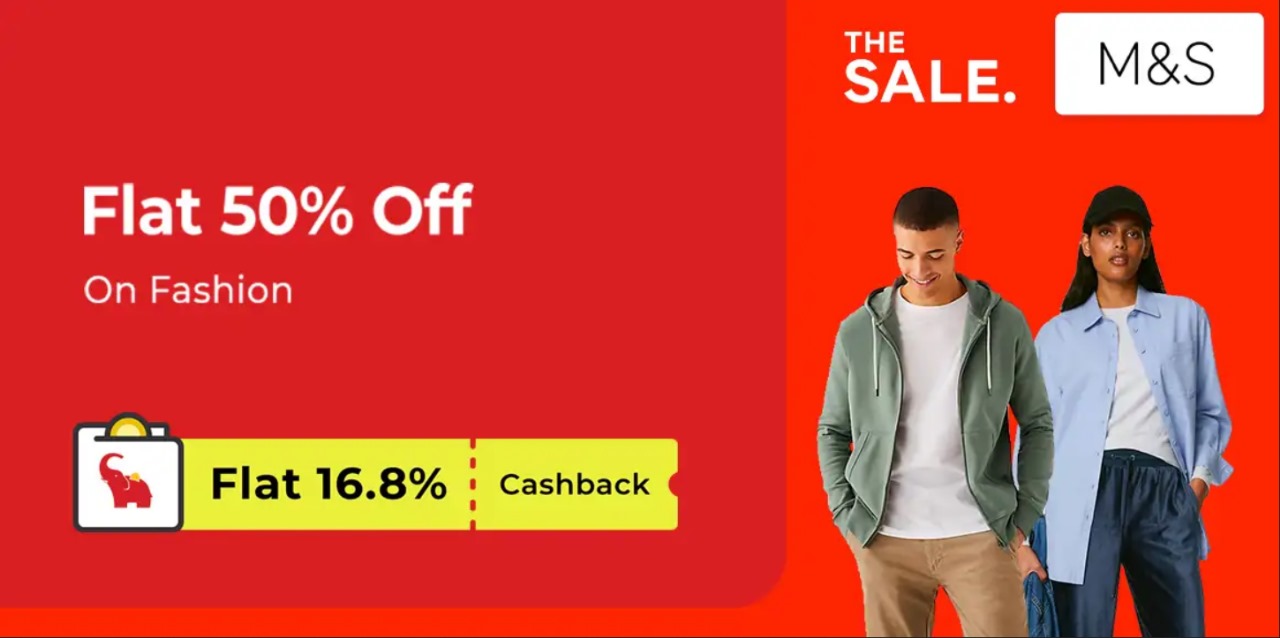 THE
SALE.
M&S
Flat 50% Off
On Fashion
Flat 16.8%
Cashback